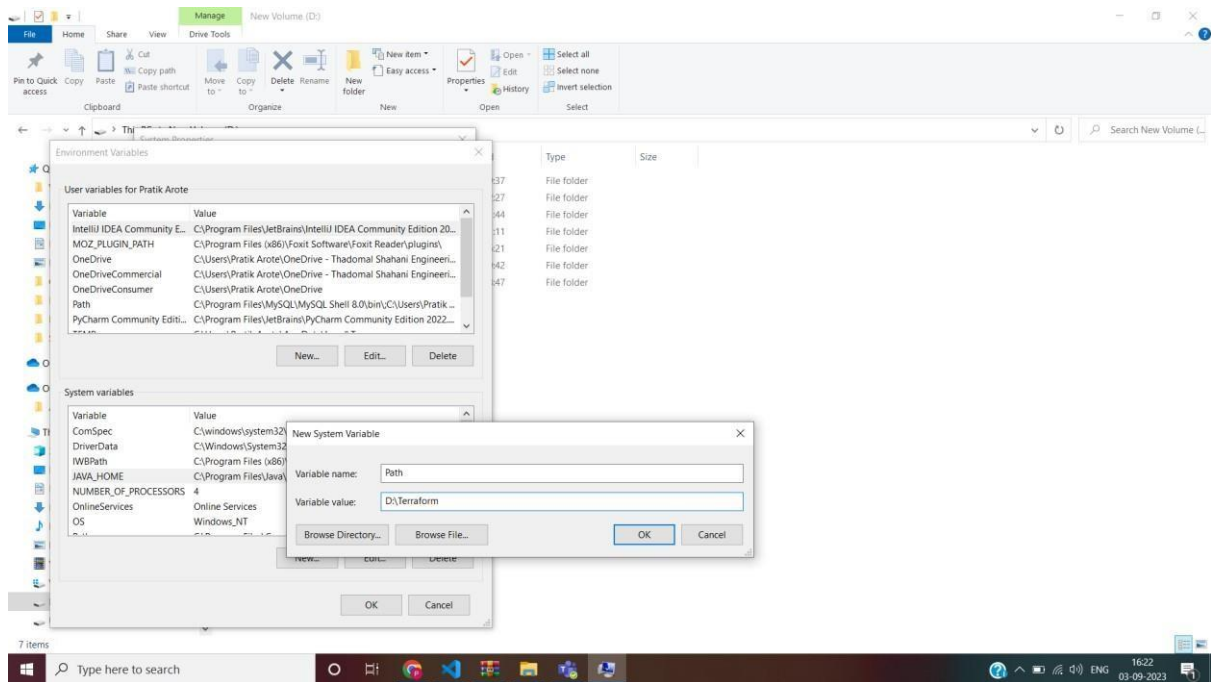 Manage
New Volume (D:)
File
Home
Share
View
Drive Tools
Pin to Quick access
Copy
Paste
Cut
Copy path
Paste shortcut
Clipboard
Move to
Copy to
Delete
Rename
Organize
New folder
New item
Easy access
New
Properties
Open
Edit
History
Open
Select all
Select none
Invert selection
Select
System Properties
Search New Volume (...
Type
Size
File folder
File folder
File folder
File folder
File folder
File folder
File folder
Environment Variables
User variables for Pratik Arote
Variable Value
IntelliJ IDEA Community E... C:\Program Files\JetBrains\IntelliJ IDEA Community Edition 20...
MOZ_PLUGIN_PATH C:\Program Files (x86)\Foxit Software\Foxit Reader\plugins\
OneDrive C:\Users\Pratik Arote\OneDrive - Thadomal Shahani Engineeri...
OneDriveCommercial C:\Users\Pratik Arote\OneDrive - Thadomal Shahani Engineeri...
OneDriveConsumer C:\Users\Pratik Arote\OneDrive
Path C:\Program Files\MySQL\MySQL Shell 8.0\bin\;C:\Users\Pratik ...
PyCharm Community Editi... C:\Program Files\JetBrains\PyCharm Community Edition 2022....
New... Edit... Delete
System variables
Variable Value
ComSpec C:\windows\system32\
DriverData C:\Windows\System32
IWBPath C:\Program Files (x86)
JAVA_HOME C:\Program Files\Java\
NUMBER_OF_PROCESSORS 4
OnlineServices Online Services
OS Windows_NT
New... Edit... Delete
OK Cancel
New System Variable
Variable name: Path
Variable value: D:\Terraform
Browse Directory... Browse File... OK Cancel
7 items
Type here to search
ENG
16:22
03-09-2023